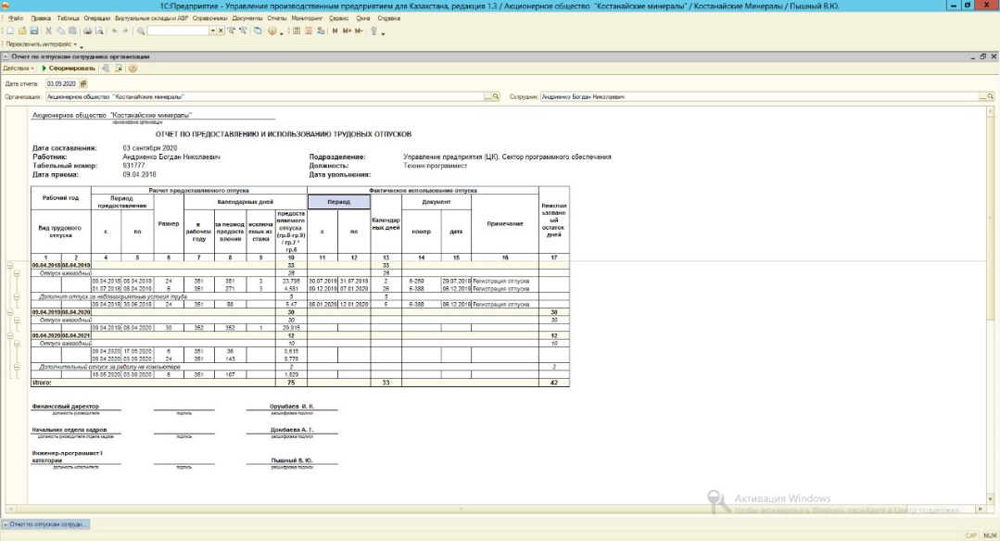 1С:Предприятие - Управление производственным предприятием для Казахстана, редакция 1.3 / Акционерное общество "Костанайские минералы" / Костанайские Минералы / Пышный В.Ю.
Файл Правка Таблица Операции Виртуальные склады и АВР Справочники Документы Отчеты Мониторинг Сервис Окна Справка
M M+ M-
Переключить интерфейс
Отчет по отпускам сотрудника организации
Действия Сформировать
Дата отчета: 03.09.2020
Организация: Акционерное общество "Костанайские минералы" ... Сотрудник: Андриенко Богдан Николаевич ...
Акционерное общество "Костанайские минералы"
наименование организации
ОТЧЕТ ПО ПРЕДОСТАВЛЕНИЮ И ИСПОЛЬЗОВАНИЮ ТРУДОВЫХ ОТПУСКОВ
Дата составления: 03 сентября 2020
Работник: Андриенко Богдан Николаевич Подразделение: Управление предприятия (ЦК). Сектор программного обеспечения
Табельный номер: 931777 Должность: Техник-программист
Дата приема: 09.04.2018 Дата увольнения:
Рабочий год Расчет предоставляемого отпуска Фактическое использование отпуска Неиспользованный остаток дней
Период предоставления Размер Календарных дней Период Календарных дней Документ Примечание
Вид трудового отпуска с по в рабочем году за период предоставления исключаемых из стажа предоставляемого отпуска (гр.8-гр.9) / гр.7 * гр.6 с по номер дата
1 2 4 5 6 7 8 9 10 11 12 13 14 15 16 17
09.04.2018 08.04.2019 33 33
Отпуск ежегодный 28 28
09.04.2018 08.04.2019 24 351 351 3 23,795 30.07.2019 31.07.2019 2 6-250 29.07.2019 Регистрация отпуска
01.07.2018 08.04.2019 6 351 271 3 4,581 09.12.2019 07.01.2020 26 6-388 06.12.2019 Регистрация отпуска
Дополнит отпуск за неблагоприятные условия труда 5 5
09.04.2018 30.06.2018 24 351 80 5,47 08.01.2020 12.01.2020 5 6-388 06.12.2019 Регистрация отпуска
09.04.2019 08.04.2020 30 30
Отпуск ежегодный 30 30
09.04.2019 08.04.2020 30 352 352 1 29,915
09.04.2020 08.04.2021 12 12
Отпуск ежегодный 10 10
09.04.2020 17.05.2020 6 351 36 0,615
09.04.2020 03.09.2020 24 351 143 9,778
Дополнительный отпуск за работу на компьютере 2 2
18.05.2020 03.09.2020 6 351 107 1,829
Итого: 75 33 42
Финансовый директор Орумбаев И. Н.
должность руководителя подпись расшифровка подписи
Начальник отдела кадров Донбаева А. Г.
должность руководителя отдела кадров подпись расшифровка подписи
Инженер-программист I категории Пышный В. Ю.
должность исполнителя подпись расшифровка подписи
Активация Windows
Чтобы активировать Windows, перейдите в Центр поддержки.
Отчет по отпускам сотрудн...
CAP NUM